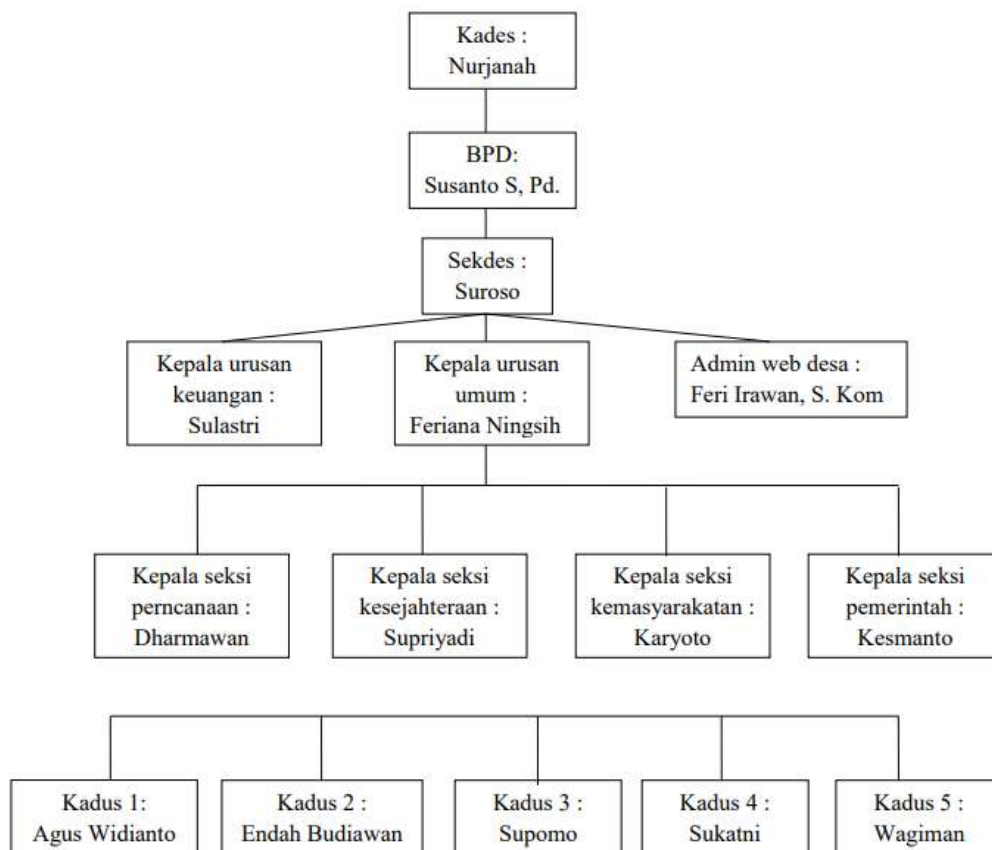 Kades :
Nurjanah
BPD:
Susanto S, Pd.
Sekdes :
Suroso
Kepala urusan
keuangan :
Sulastri
Kepala urusan
umum :
Feriana Ningsih
Admin web desa :
Feri Irawan, S. Kom
Kepala seksi
perncanaan :
Dharmawan
Kepala seksi
kesejahteraan :
Supriyadi
Kepala seksi
kemasyarakatan :
Karyoto
Kepala seksi
pemerintah :
Kesmanto
Kadus 1:
Agus Widianto
Kadus 2 :
Endah Budiawan
Kadus 3 :
Supomo
Kadus 4 :
Sukatni
Kadus 5 :
Wagiman